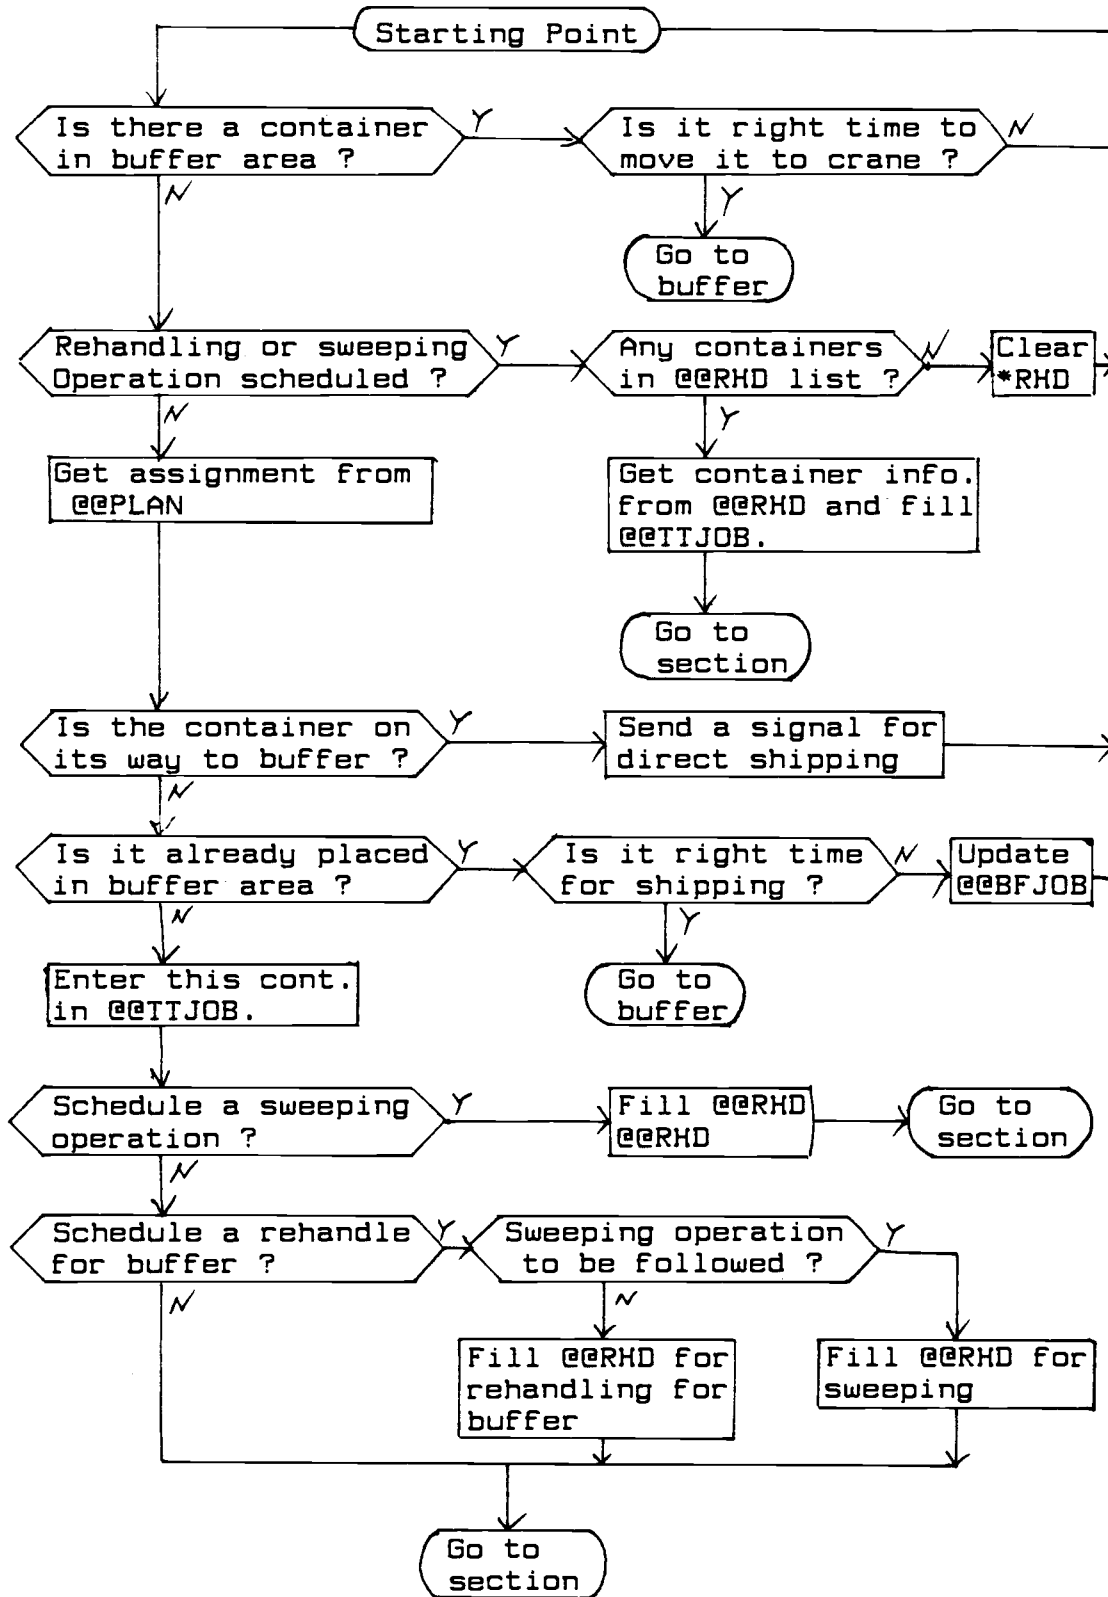 Starting Point
Is there a container
in buffer area ?
Y
Is it right time to
move it to crane ?
N
N
Y
Go to
buffer
Rehandling or sweeping
Operation scheduled ?
Y
Any containers
in @@RHD list ?
N
Clear
*RHD
N
Y
Get assignment from
@@PLAN
Get container info.
from @@RHD and fill
@@TTJOB.
Go to
section
Is the container on
its way to buffer ?
Y
Send a signal for
direct shipping
N
Is it already placed
in buffer area ?
Y
Is it right time
for shipping ?
N
Update
@@BFJOB
N
Y
Enter this cont.
in @@TTJOB.
Go to
buffer
Schedule a sweeping
operation ?
Y
Fill @@RHD
@@RHD
Go to
section
N
Schedule a rehandle
for buffer ?
Y
Sweeping operation
to be followed ?
Y
N
N
Fill @@RHD for
rehandling for
buffer
Fill @@RHD for
sweeping
Go to
section